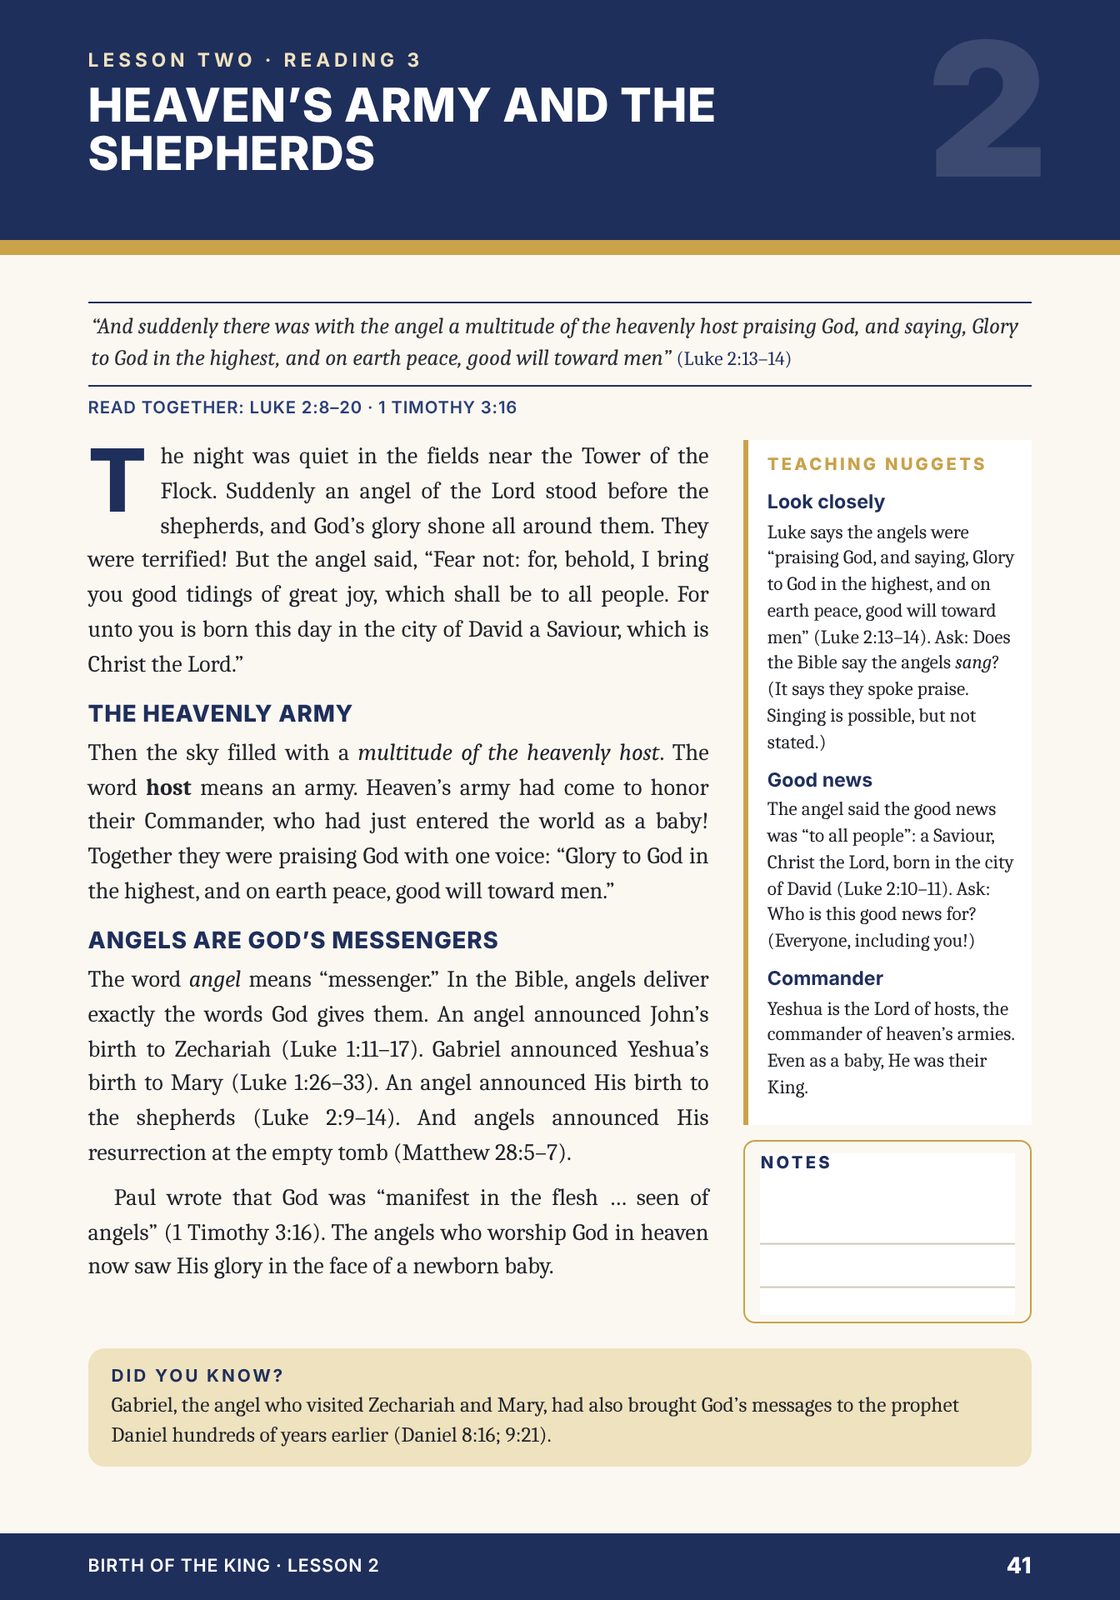 LESSON TWO · READING 3
2
HEAVEN’S ARMY AND THE
SHEPHERDS
“And suddenly there was with the angel a multitude of the heavenly host praising God, and saying, Glory
to God in the highest, and on earth peace, good will toward men” (Luke 2:13–14)
READ TOGETHER: LUKE 2:8–20 · 1 TIMOTHY 3:16
The night was quiet in the fields near the Tower of the
Flock. Suddenly an angel of the Lord stood before the
shepherds, and God’s glory shone all around them. They
were terrified! But the angel said, “Fear not: for, behold, I bring
you good tidings of great joy, which shall be to all people. For
unto you is born this day in the city of David a Saviour, which is
Christ the Lord.”
THE HEAVENLY ARMY
Then the sky filled with a multitude of the heavenly host. The
word host means an army. Heaven’s army had come to honor
their Commander, who had just entered the world as a baby!
Together they were praising God with one voice: “Glory to God in
the highest, and on earth peace, good will toward men.”
ANGELS ARE GOD’S MESSENGERS
The word angel means “messenger.” In the Bible, angels deliver
exactly the words God gives them. An angel announced John’s
birth to Zechariah (Luke 1:11–17). Gabriel announced Yeshua’s
birth to Mary (Luke 1:26–33). An angel announced His birth to
the shepherds (Luke 2:9–14). And angels announced His
resurrection at the empty tomb (Matthew 28:5–7).
Paul wrote that God was “manifest in the flesh … seen of
angels” (1 Timothy 3:16). The angels who worship God in heaven
now saw His glory in the face of a newborn baby.
TEACHING NUGGETS
Look closely
Luke says the angels were
“praising God, and saying, Glory
to God in the highest, and on
earth peace, good will toward
men” (Luke 2:13–14). Ask: Does
the Bible say the angels sang?
(It says they spoke praise.
Singing is possible, but not
stated.)
Good news
The angel said the good news
was “to all people”: a Saviour,
Christ the Lord, born in the city
of David (Luke 2:10–11). Ask:
Who is this good news for?
(Everyone, including you!)
Commander
Yeshua is the Lord of hosts, the
commander of heaven’s armies.
Even as a baby, He was their
King.
NOTES
DID YOU KNOW?
Gabriel, the angel who visited Zechariah and Mary, had also brought God’s messages to the prophet
Daniel hundreds of years earlier (Daniel 8:16; 9:21).
BIRTH OF THE KING · LESSON 2
41